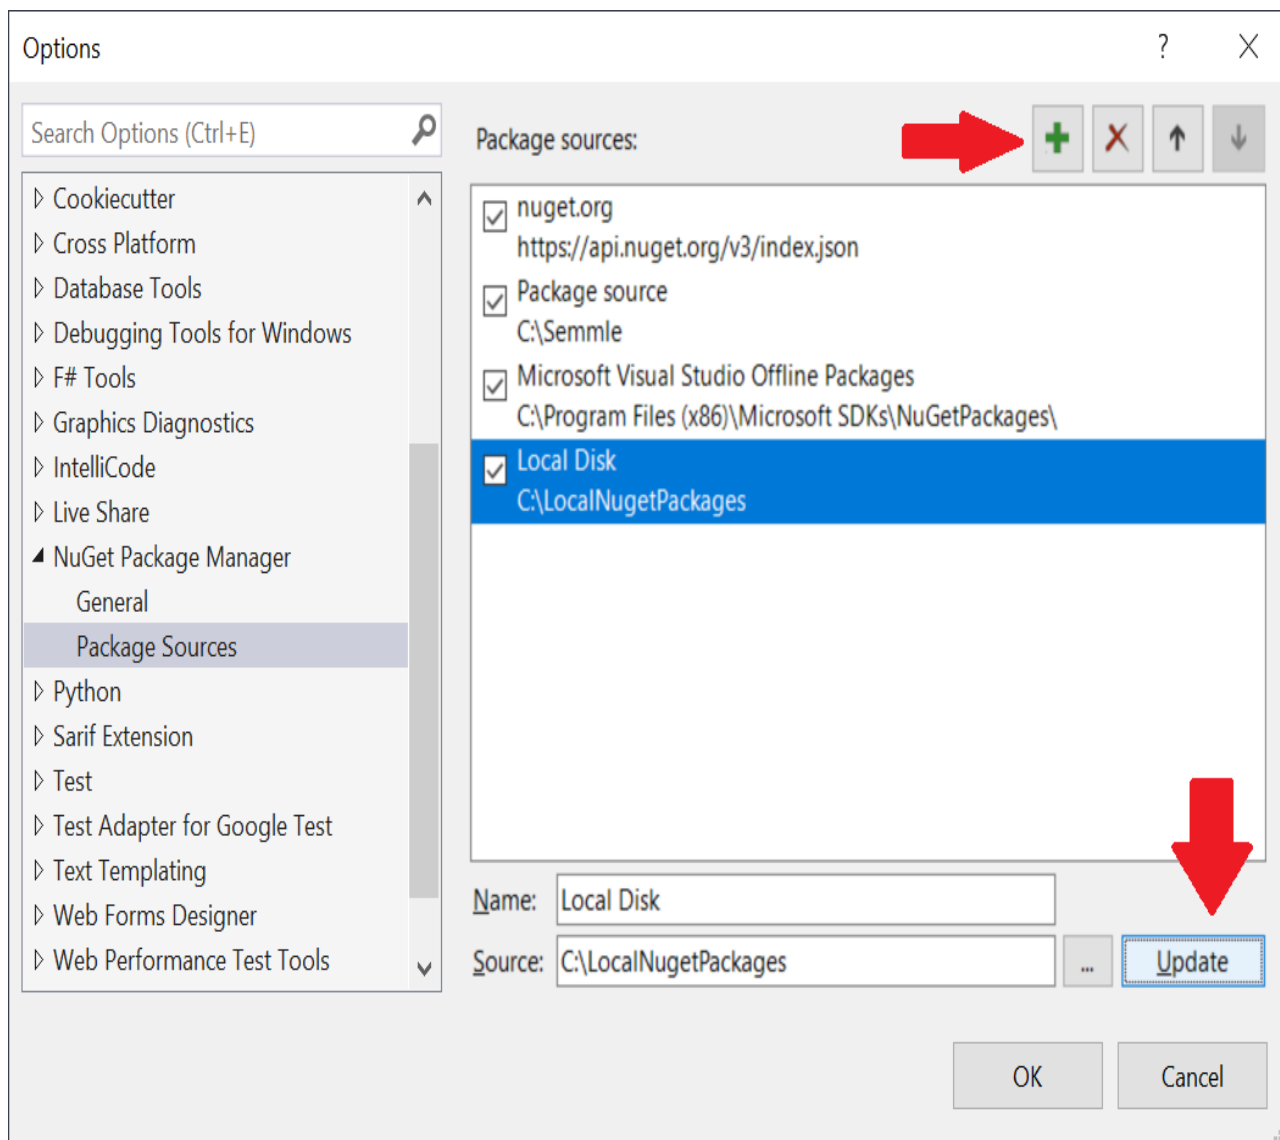 Options
?
Search Options (Ctrl+E)
Cookiecutter
Cross Platform
Database Tools
Debugging Tools for Windows
F# Tools
Graphics Diagnostics
IntelliCode
Live Share
NuGet Package Manager
General
Package Sources
Python
Sarif Extension
Test
Test Adapter for Google Test
Text Templating
Web Forms Designer
Web Performance Test Tools
Package sources:
nuget.org
https://api.nuget.org/v3/index.json
Package source
C:\Semmle
Microsoft Visual Studio Offline Packages
C:\Program Files (x86)\Microsoft SDKs\NuGetPackages\
Local Disk
C:\LocalNugetPackages
Name: Local Disk
Source: C:\LocalNugetPackages ... Update
OK Cancel